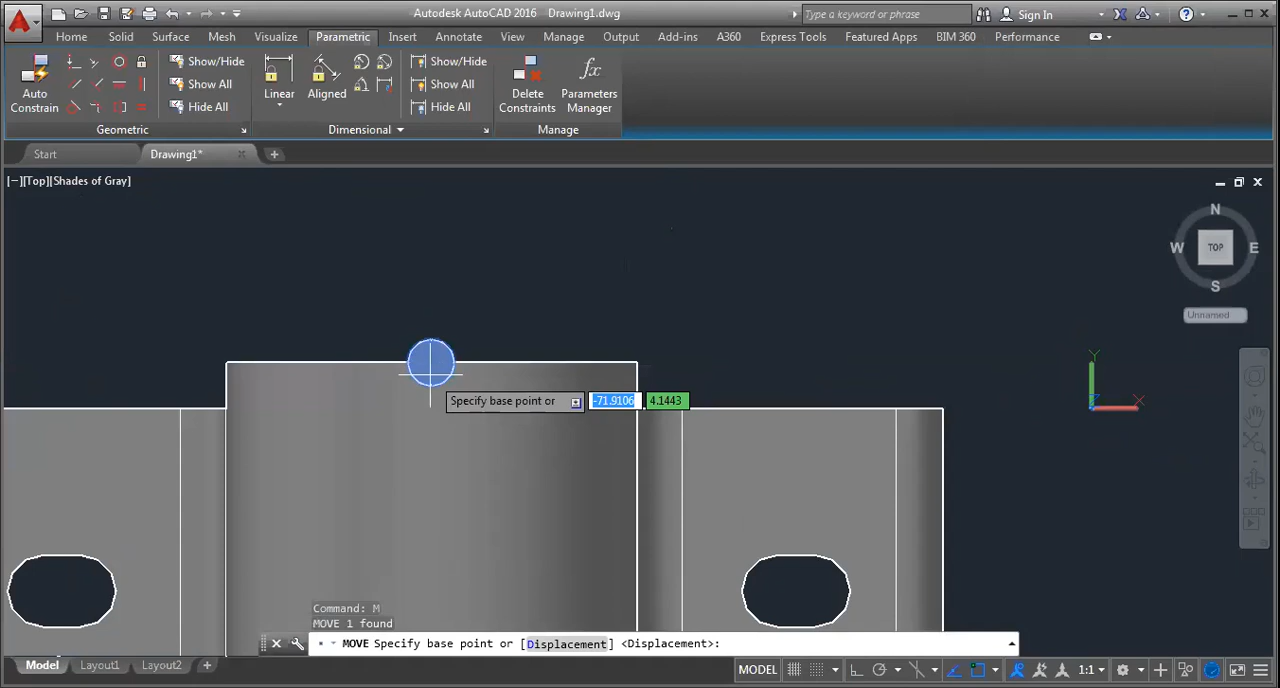 Autodesk AutoCAD 2016 Drawing1.dwg
Type a keyword or phrase
Sign In
Home Solid Surface Mesh Visualize Parametric Insert Annotate View Manage Output Add-ins A360 Express Tools Featured Apps BIM 360 Performance
Show/Hide Show/Hide
Show All Show All
Hide All Hide All
Auto Constrain
Linear
Aligned
Delete Constraints
Parameters Manager
Geometric Dimensional Manage
Start Drawing1*
[−][Top][Shades of Gray]
N
W TOP E
S
Unnamed
Y
X
Specify base point or -71.9106 4.1443
Command: M
MOVE 1 found
MOVE Specify base point or [Displacement] <Displacement>:
Model Layout1 Layout2
MODEL 1:1